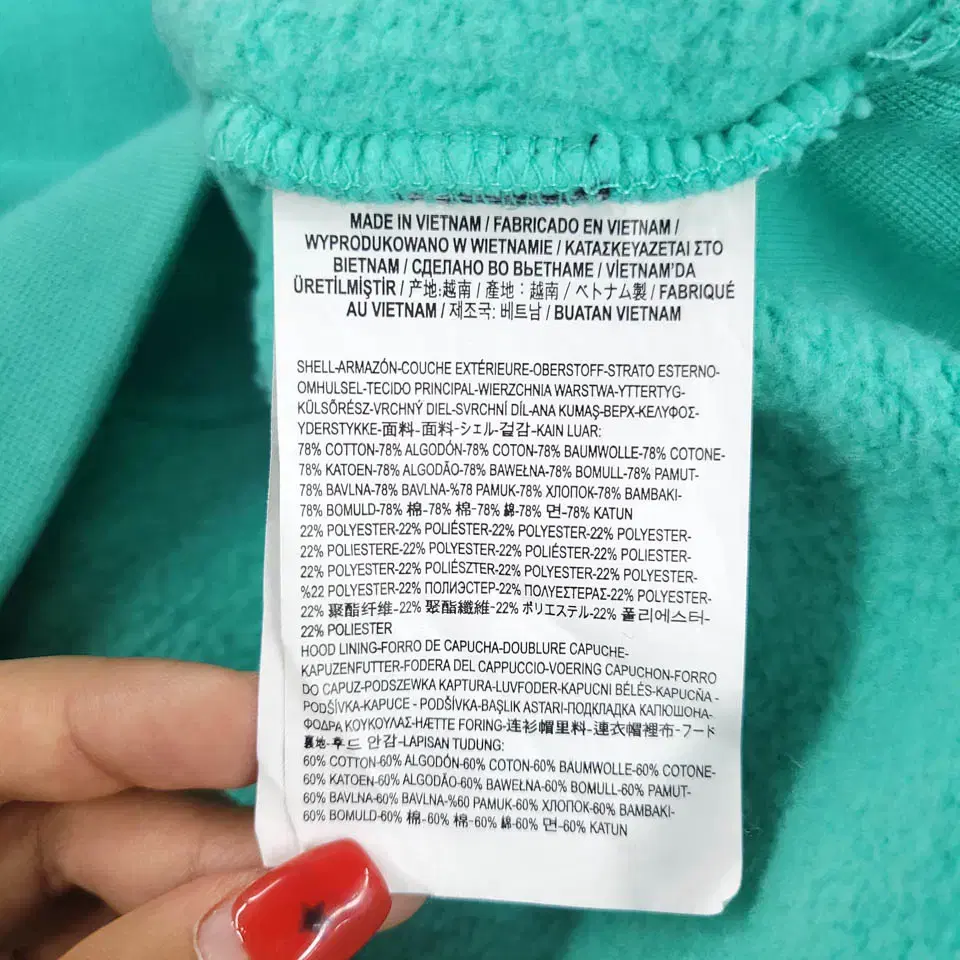 MADE IN VIETNAM / FABRICADO EN VIETNAM /
WYPRODUKOWANO W WIETNAMIE / ΚΑΤΑΣΚΕΥΑΖΕΤΑΙ ΣΤΟ
ΒΙΕΤΝΑΜ / СДЕЛАНО ВО ВЬЕТНАМЕ / VİETNAM'DA
ÜRETİLMİŞTİR / 产地:越南 / 產地：越南 / ベトナム製 / FABRIQUÉ
AU VIETNAM / 제조국: 베트남 / BUATAN VIETNAM
SHELL-ARMAZÓN-COUCHE EXTÉRIEURE-OBERSTOFF-STRATO ESTERNO-
OMHULSEL-TECIDO PRINCIPAL-WIERZCHNIA WARSTWA-YTTERTYG-
KÜLSŐRÉSZ-VRCHNÝ DIEL-SVRCHNÍ DÍL-ANA KUMAŞ-ВЕРХ-ΚΕΛΥΦΟΣ-
YDERSTYKKE-面料-面料-シェル-겉감-KAIN LUAR:
78% COTTON-78% ALGODÓN-78% COTON-78% BAUMWOLLE-78% COTONE-
78% KATOEN-78% ALGODÃO-78% BAWEŁNA-78% BOMULL-78% PAMUT-
78% BAVLNA-78% BAVLNA-%78 PAMUK-78% ХЛОПОК-78% ΒΑΜΒΑΚΙ-
78% BOMULD-78% 棉-78% 棉-78% 綿-78% 면-78% KATUN
22% POLYESTER-22% POLIÉSTER-22% POLYESTER-22% POLYESTER-
22% POLIESTERE-22% POLYESTER-22% POLIÉSTER-22% POLIESTER-
22% POLYESTER-22% POLIÉSZTER-22% POLYESTER-22% POLYESTER-
%22 POLYESTER-22% ПОЛИЭСТЕР-22% ΠΟΛΥΕΣΤΕΡΑΣ-22% POLYESTER-
22% 聚酯纤维-22% 聚酯纖維-22% ポリエステル-22% 폴리에스터-
22% POLIESTER
HOOD LINING-FORRO DE CAPUCHA-DOUBLURE CAPUCHE-
KAPUZENFUTTER-FODERA DEL CAPPUCCIO-VOERING CAPUCHON-FORRO
DO CAPUZ-PODSZEWKA KAPTURA-LUVFODER-KAPUCNI BÉLÉS-KAPUCŇA -
PODŠÍVKA-KAPUCE - PODŠÍVKA-BAŞLIK ASTARI-ПОДКЛАДКА КАПЮШОНА-
ΦΟΔΡΑ ΚΟΥΚΟΥΛΑΣ-HÆTTE FORING-连衫帽里料-連衣帽裡布-フード
裏地-후드 안감-LAPISAN TUDUNG:
60% COTTON-60% ALGODÓN-60% COTON-60% BAUMWOLLE-60% COTONE-
60% KATOEN-60% ALGODÃO-60% BAWEŁNA-60% BOMULL-60% PAMUT-
60% BAVLNA-60% BAVLNA-%60 PAMUK-60% ХЛОПОК-60% ΒΑΜΒΑΚΙ-
60% BOMULD-60% 棉-60% 棉-60% 綿-60% 면-60% KATUN